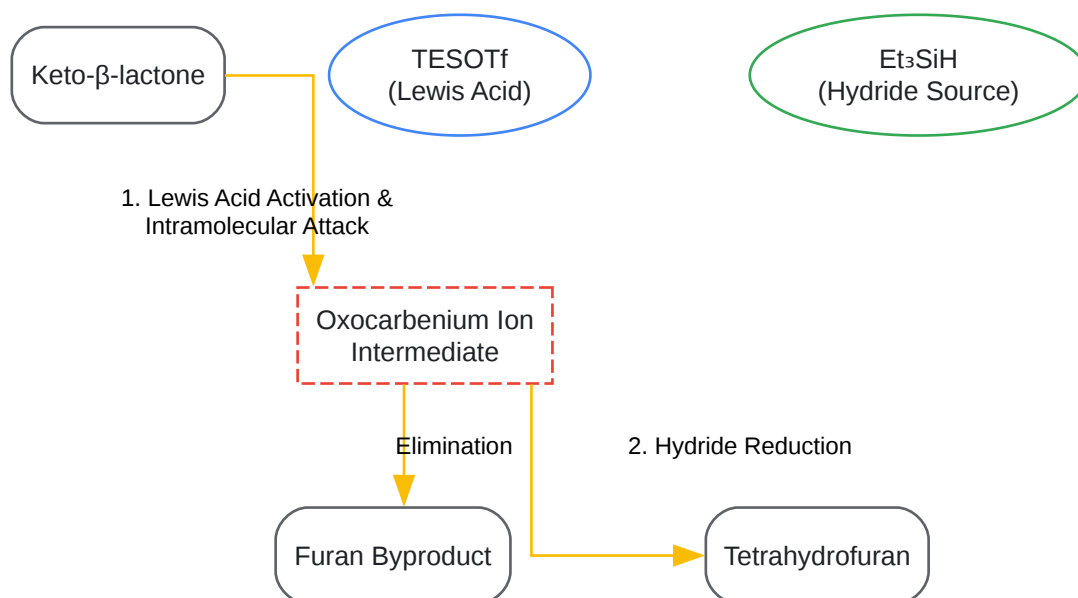 Keto-β-lactone
TESOTf
(Lewis Acid)
Et₃SiH
(Hydride Source)
1. Lewis Acid Activation &
Intramolecular Attack
Oxocarbenium Ion
Intermediate
Elimination
2. Hydride Reduction
Furan Byproduct
Tetrahydrofuran